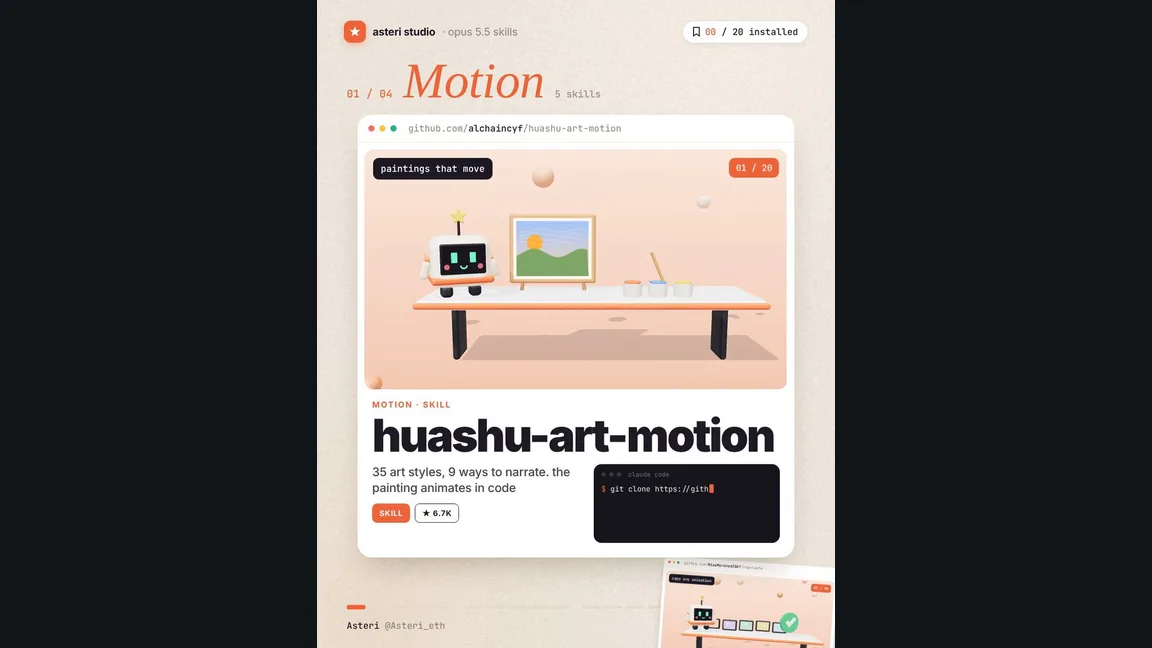 asteri studio · opus 5.5 skills
00 / 20 installed
01 / 04 Motion 5 skills
github.com/alchaincyf/huashu-art-motion
paintings that move
01 / 20
MOTION · SKILL
huashu-art-motion
35 art styles, 9 ways to narrate. the
painting animates in code
SKILL
★ 6.7K
claude code
$ git clone https://gith
copy any animation
Asteri @Asteri_eth